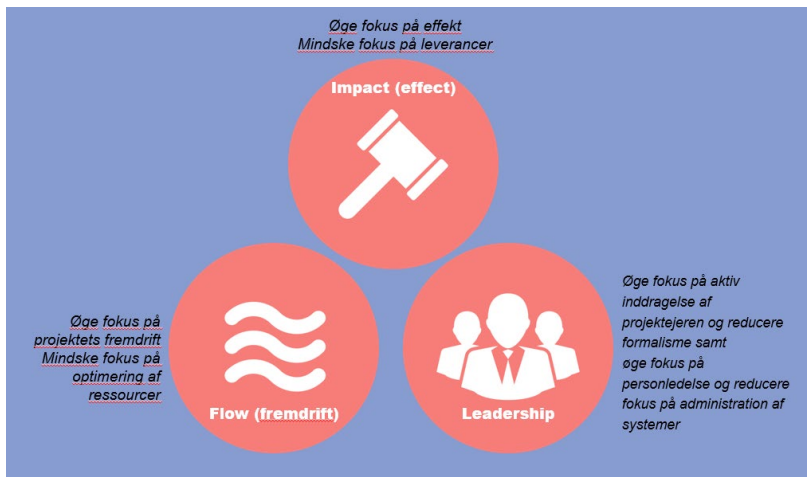 Øge fokus på effekt
Mindske fokus på leverancer
Impact (effect)
Øge fokus på
projektets fremdrift
Mindske fokus på
optimering af
ressourcer
Flow (fremdrift)
Leadership
Øge fokus på aktiv
inddragelse af
projektejeren og reducere
formalisme samt
øge fokus på
personledelse og reducere
fokus på administration af
systemer